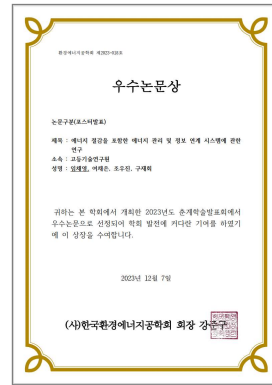 환경에너지공학회 제2023-0호
우수논문상
논문구분(포스터발표)
제목 : 에너지 절감을 포함한 에너지 관리 및 정보 연계 시스템에 관한
연구
소속 : 고등기술연구원
성명 : 임채영, 여채은, 조우진, 구재회
귀하는 본 학회에서 개최한 2023년도 춘계학술발표회에서
우수논문으로 선정되어 학회 발전에 커다란 기여를 하였기
에 이 상장을 수여합니다.
2023년 12월 7일
(사)한국환경에너지공학회 회장 강준구